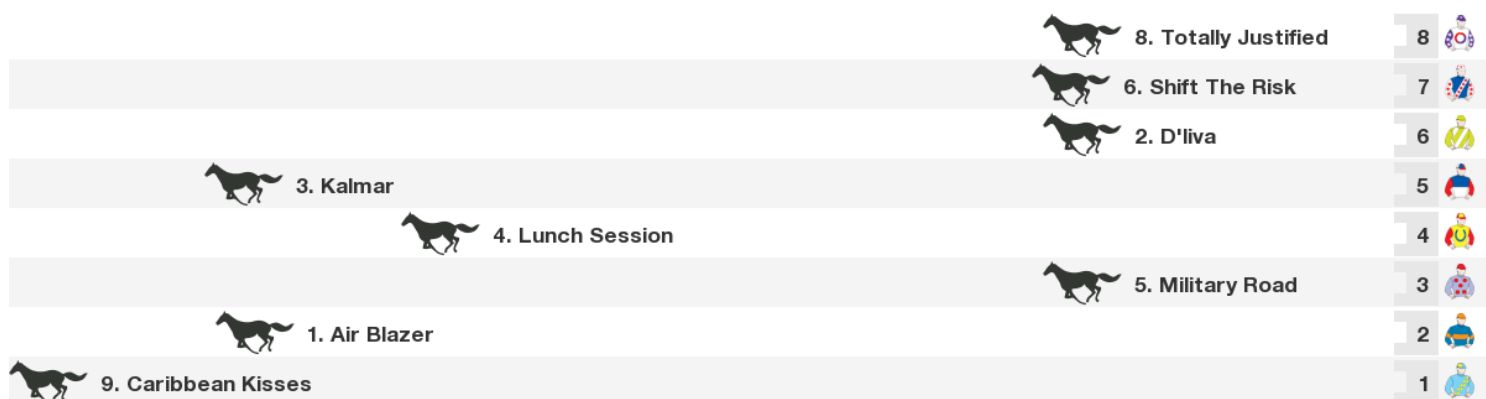 8. Totally Justified 8
6. Shift The Risk 7
2. D'liva 6
3. Kalmar 5
4. Lunch Session 4
5. Military Road 3
1. Air Blazer 2
9. Caribbean Kisses 1